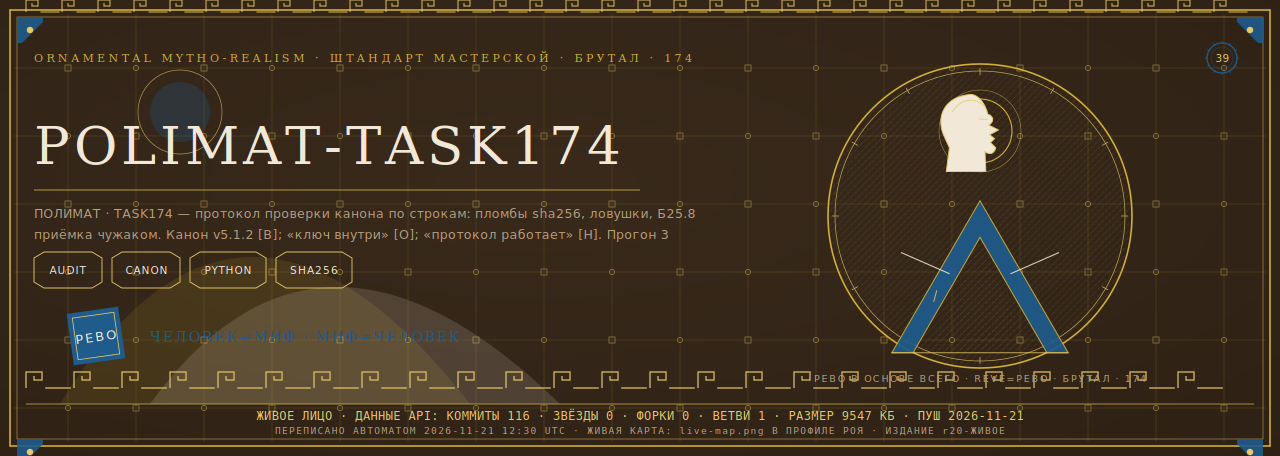 ORNAMENTAL MYTHO-REALISM · ШТАНДАРТ МАСТЕРСКОЙ · БРУТАЛ · 174
39
POLIMAT-TASK174
ПОЛИМАТ · TASK174 — протокол проверки канона по строкам: пломбы sha256, ловушки, Б25.8
приёмка чужаком. Канон v5.1.2 [В]; «ключ внутри» [О]; «протокол работает» [Н]. Прогон 3
AUDIT CANON PYTHON SHA256
РЕВО ЧЕЛОВЕК=МИФ · МИФ=ЧЕЛОВЕК
РЕВО В ОСНОВЕ ВСЕГО · REVE=РЕВО · БРУТАЛ · 174
ЖИВОЕ ЛИЦО · ДАННЫЕ API: КОММИТЫ 116 · ЗВЁЗДЫ 0 · ФОРКИ 0 · ВЕТВИ 1 · РАЗМЕР 9547 КБ · ПУШ 2026-11-21
ПЕРЕПИСАНО АВТОМАТОМ 2026-11-21 12:30 UTC · ЖИВАЯ КАРТА: live-map.png В ПРОФИЛЕ РОЯ · ИЗДАНИЕ r20-ЖИВОЕ